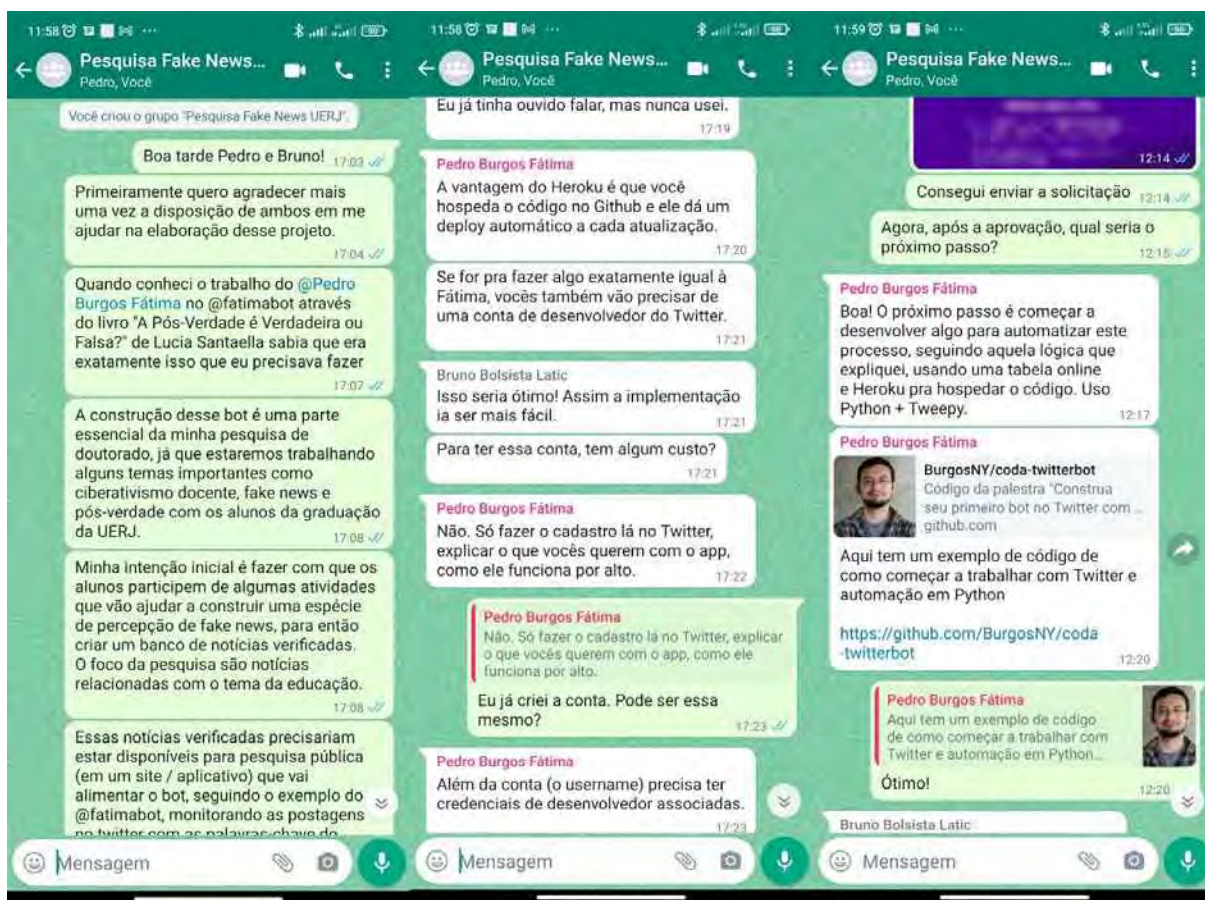 11:58
Pesquisa Fake News...
Pedro, Você
Você criou o grupo "Pesquisa Fake News UERJ".
Boa tarde Pedro e Bruno! 17:03
Primeiramente quero agradecer mais
uma vez a disposição de ambos em me
ajudar na elaboração desse projeto.
17:04
Quando conheci o trabalho do @Pedro
Burgos Fátima no @fatimabot através
do livro "A Pós-Verdade é Verdadeira ou
Falsa?" de Lucia Santaella sabia que era
exatamente isso que eu precisava fazer
17:07
A construção desse bot é uma parte
essencial da minha pesquisa de
doutorado, já que estaremos trabalhando
alguns temas importantes como
ciberativismo docente, fake news e
pós-verdade com os alunos da graduação
da UERJ. 17:08
Minha intenção inicial é fazer com que os
alunos participem de algumas atividades
que vão ajudar a construir uma espécie
de percepção de fake news, para então
criar um banco de notícias verificadas.
O foco da pesquisa são notícias
relacionadas com o tema da educação.
17:08
Essas notícias verificadas precisariam
estar disponíveis para pesquisa pública
(em um site / aplicativo) que vai
alimentar o bot, seguindo o exemplo do
@fatimabot, monitorando as postagens
no twitter com as palavras-chave do
Mensagem
11:58
Pesquisa Fake News...
Pedro, Você
Eu já tinha ouvido falar, mas nunca usei.
17:19
Pedro Burgos Fátima
A vantagem do Heroku é que você
hospeda o código no Github e ele dá um
deploy automático a cada atualização.
17:20
Se for pra fazer algo exatamente igual à
Fátima, vocês também vão precisar de
uma conta de desenvolvedor do Twitter.
17:21
Bruno Bolsista Latic
Isso seria ótimo! Assim a implementação
ia ser mais fácil. 17:21
Para ter essa conta, tem algum custo?
17:21
Pedro Burgos Fátima
Não. Só fazer o cadastro lá no Twitter,
explicar o que vocês querem com o app,
como ele funciona por alto. 17:22
Pedro Burgos Fátima
Não. Só fazer o cadastro lá no Twitter, explicar
o que vocês querem com o app, como ele
funciona por alto.
Eu já criei a conta. Pode ser essa
mesmo? 17:23
Pedro Burgos Fátima
Além da conta (o username) precisa ter
credenciais de desenvolvedor associadas.
17:23
Mensagem
11:59
Pesquisa Fake News...
Pedro, Você
12:14
Consegui enviar a solicitação 12:14
Agora, após a aprovação, qual seria o
próximo passo? 12:15
Pedro Burgos Fátima
Boa! O próximo passo é começar a
desenvolver algo para automatizar este
processo, seguindo aquela lógica que
expliquei, usando uma tabela online
e Heroku pra hospedar o código. Uso
Python + Tweepy. 12:17
Pedro Burgos Fátima
BurgosNY/coda-twitterbot
Código da palestra "Construa
seu primeiro bot no Twitter com ...
github.com
Aqui tem um exemplo de código de
como começar a trabalhar com Twitter e
automação em Python
https://github.com/BurgosNY/coda
-twitterbot 12:20
Pedro Burgos Fátima
Aqui tem um exemplo de código
de como começar a trabalhar com
Twitter e automação em Python...
Ótimo! 12:20
Bruno Bolsista Latic
Mensagem